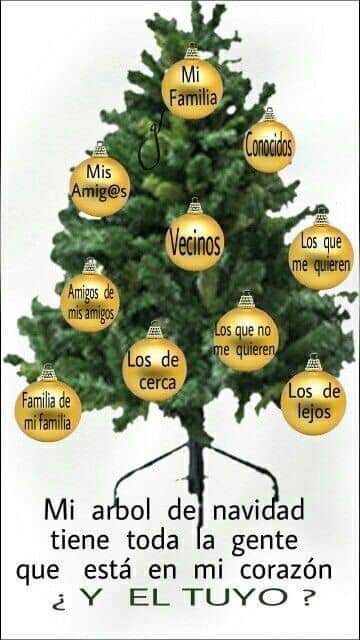 Mi
Familia
Conocidos
Mis
Amig@s
Vecinos
Los que
me quieren
Amigos de
mis amigos
Los que no
me quieren
Los de
cerca
Los de
lejos
Familia de
mi familia
Mi arbol de navidad
tiene toda la gente
que está en mi corazón
¿ Y EL TUYO ?